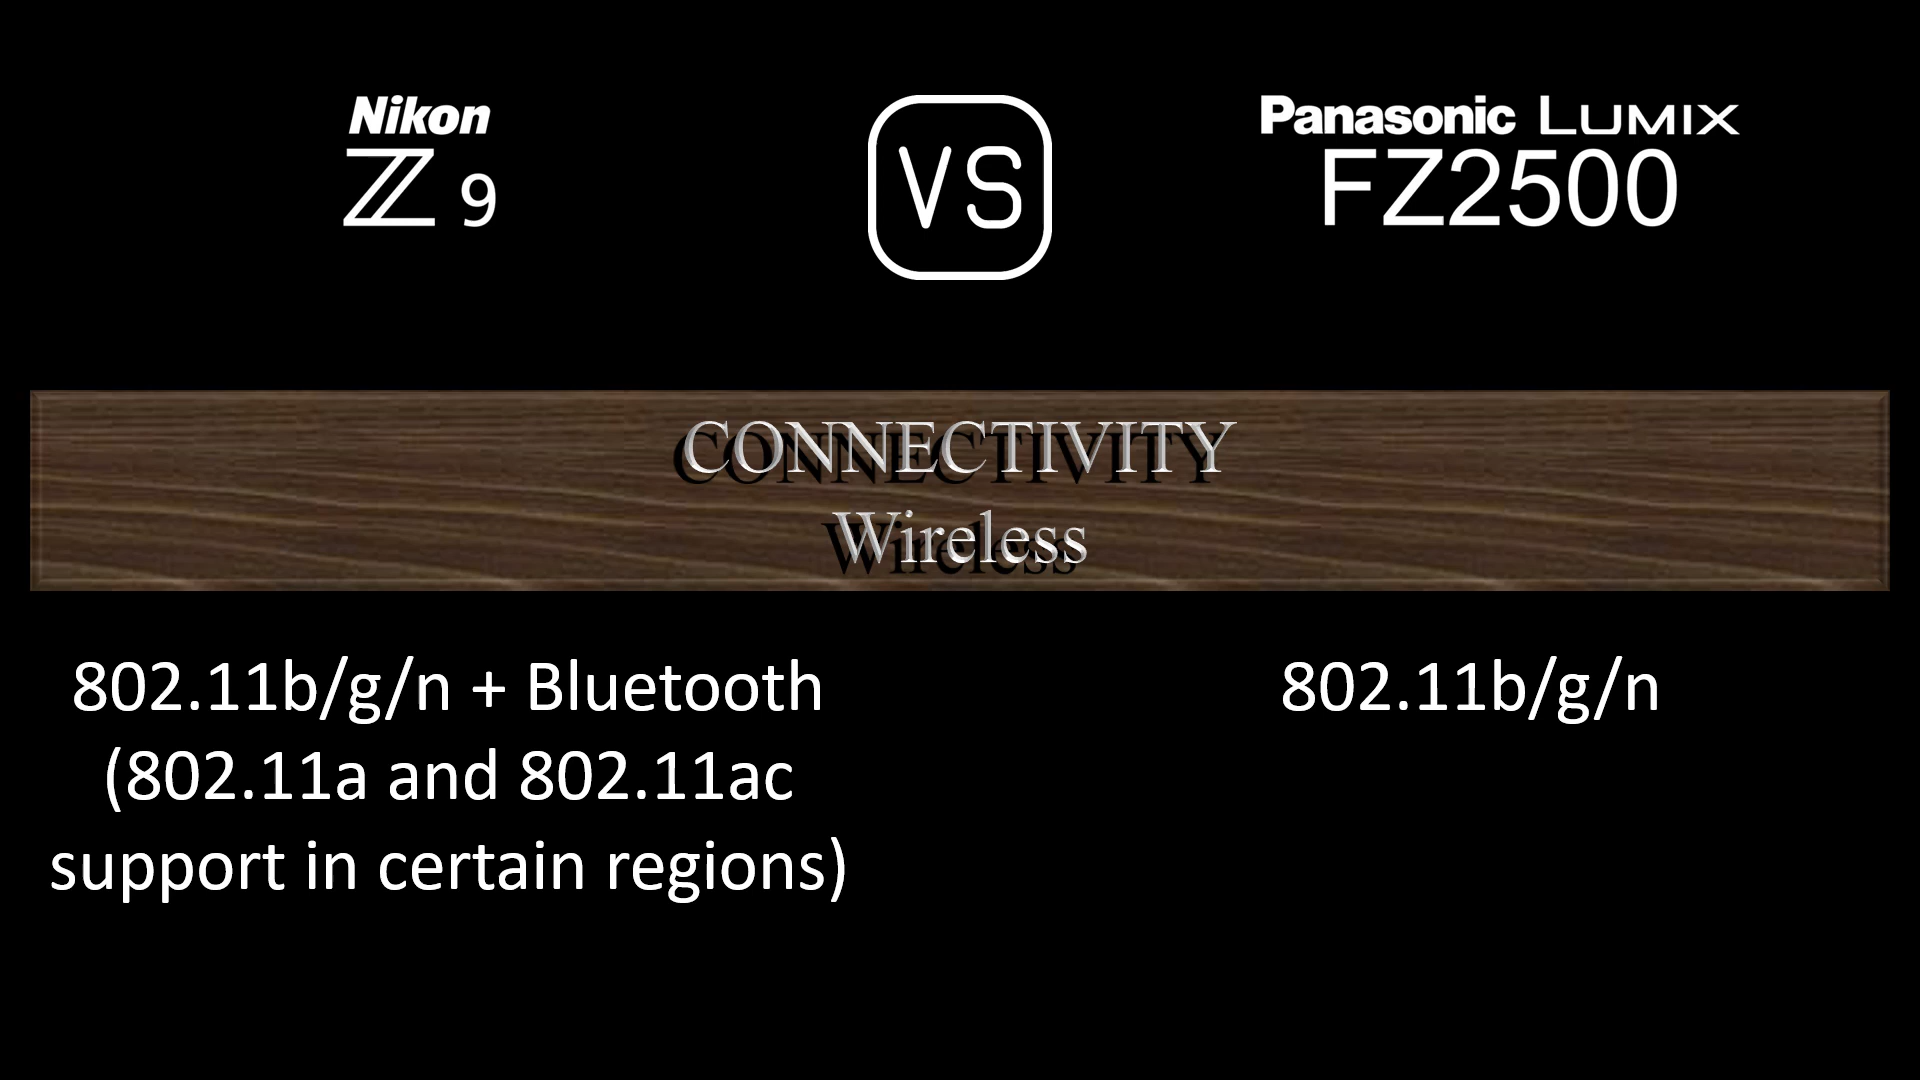 Nikon
Z 9
VS
Panasonic LUMIX
FZ2500
CONNECTIVITY
Wireless
802.11b/g/n + Bluetooth
(802.11a and 802.11ac
support in certain regions)
802.11b/g/n